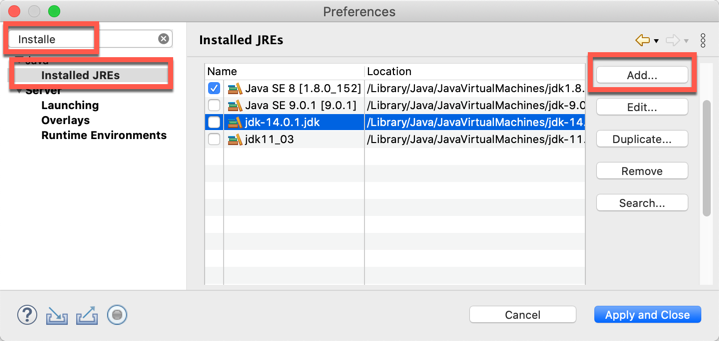 Preferences
Installe
Installed JREs
Java
Installed JREs
Server
Launching
Overlays
Runtime Environments
Name Location
Java SE 8 [1.8.0_152] /Library/Java/JavaVirtualMachines/jdk1.8.
Java SE 9.0.1 [9.0.1] /Library/Java/JavaVirtualMachines/jdk-9.0
jdk-14.0.1.jdk /Library/Java/JavaVirtualMachines/jdk-14.
jdk11_03 /Library/Java/JavaVirtualMachines/jdk-11.
Add...
Edit...
Duplicate...
Remove
Search...
?
Cancel
Apply and Close